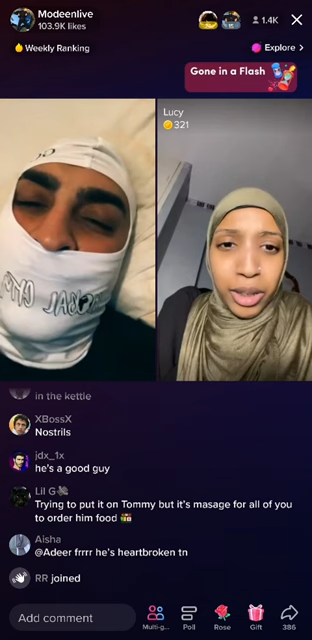 Modeenlive
103.9K likes
1.4K
Weekly Ranking
Explore >
Gone in a Flash
Lucy
321
in the kettle
XBossX
Nostrils
jdx_1x
he's a good guy
Lil G
Trying to put it on Tommy but it's masage for all of you
to order him food
Aisha
@Adeer frrrr he's heartbroken tn
RR joined
Add comment
Multi-g...
Poll
Rose
Gift
386